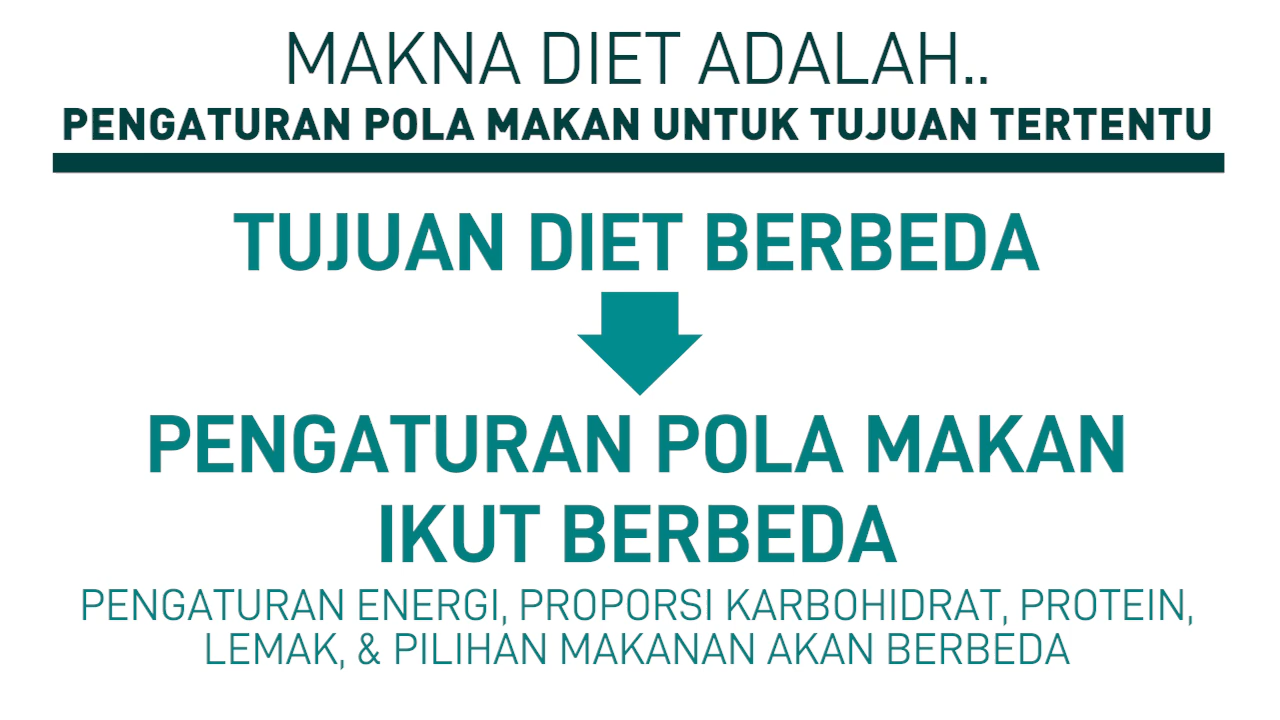 MAKNA DIET ADALAH..
PENGATURAN POLA MAKAN UNTUK TUJUAN TERTENTU
TUJUAN DIET BERBEDA
PENGATURAN POLA MAKAN
IKUT BERBEDA
PENGATURAN ENERGI, PROPORSI KARBOHIDRAT, PROTEIN,
LEMAK, & PILIHAN MAKANAN AKAN BERBEDA